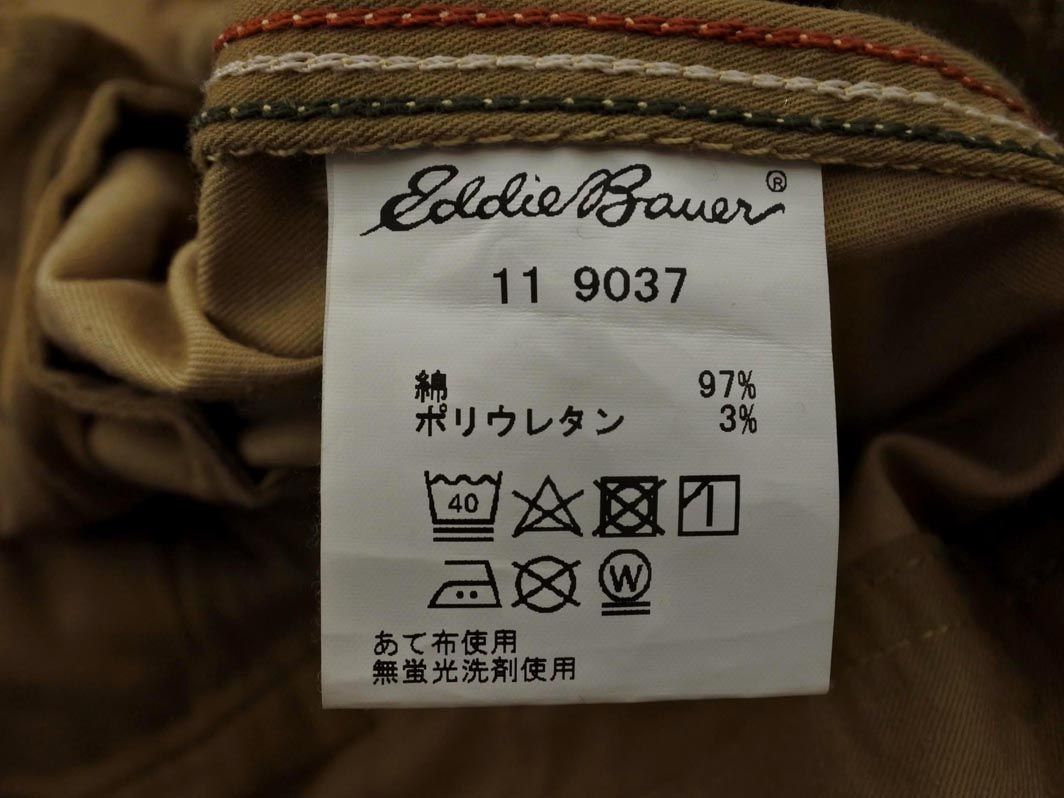 Eddie Bauer®
11 9037
綿 97%
ポリウレタン 3%
40
W
あて布使用
無蛍光洗剤使用